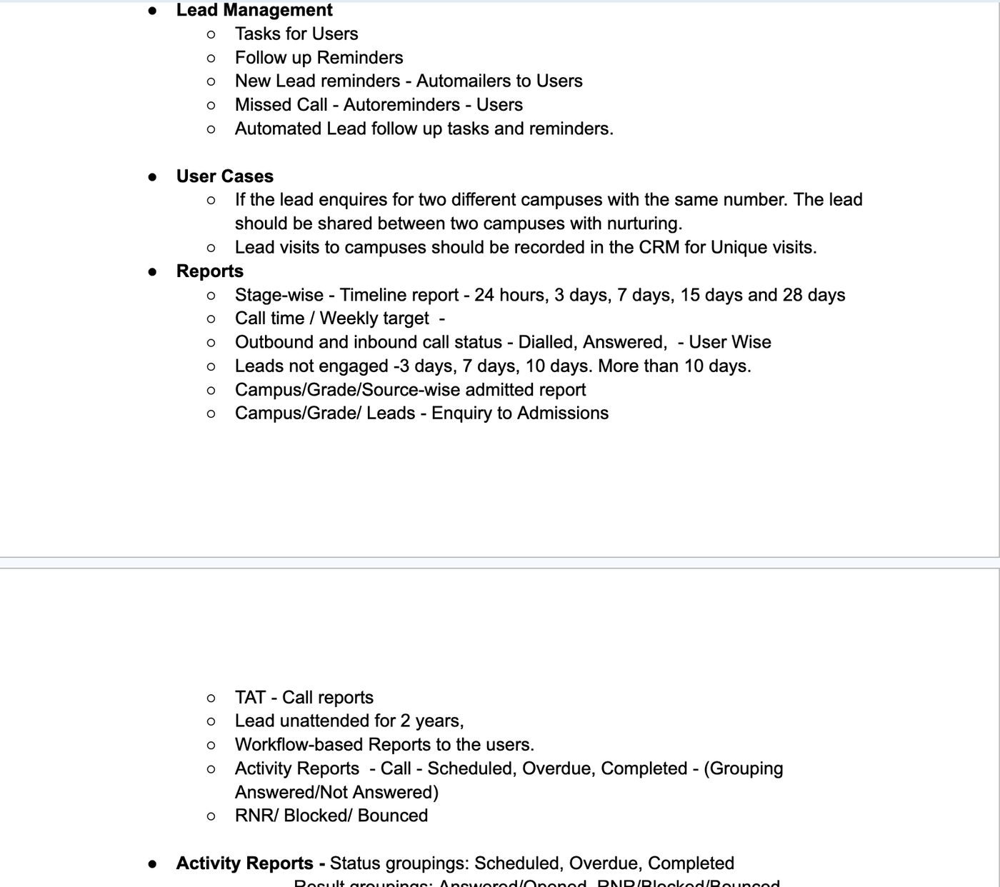 ● Lead Management
○ Tasks for Users
○ Follow up Reminders
○ New Lead reminders - Automailers to Users
○ Missed Call - Autoreminders - Users
○ Automated Lead follow up tasks and reminders.
● User Cases
○ If the lead enquires for two different campuses with the same number. The lead
should be shared between two campuses with nurturing.
○ Lead visits to campuses should be recorded in the CRM for Unique visits.
● Reports
○ Stage-wise - Timeline report - 24 hours, 3 days, 7 days, 15 days and 28 days
○ Call time / Weekly target  -
○ Outbound and inbound call status - Dialled, Answered,  - User Wise
○ Leads not engaged -3 days, 7 days, 10 days. More than 10 days.
○ Campus/Grade/Source-wise admitted report
○ Campus/Grade/ Leads - Enquiry to Admissions
○ TAT - Call reports
○ Lead unattended for 2 years,
○ Workflow-based Reports to the users.
○ Activity Reports  - Call - Scheduled, Overdue, Completed - (Grouping
Answered/Not Answered)
○ RNR/ Blocked/ Bounced
● Activity Reports - Status groupings: Scheduled, Overdue, Completed
Result groupings: Answered/Opened, RNR/Blocked/Bounced